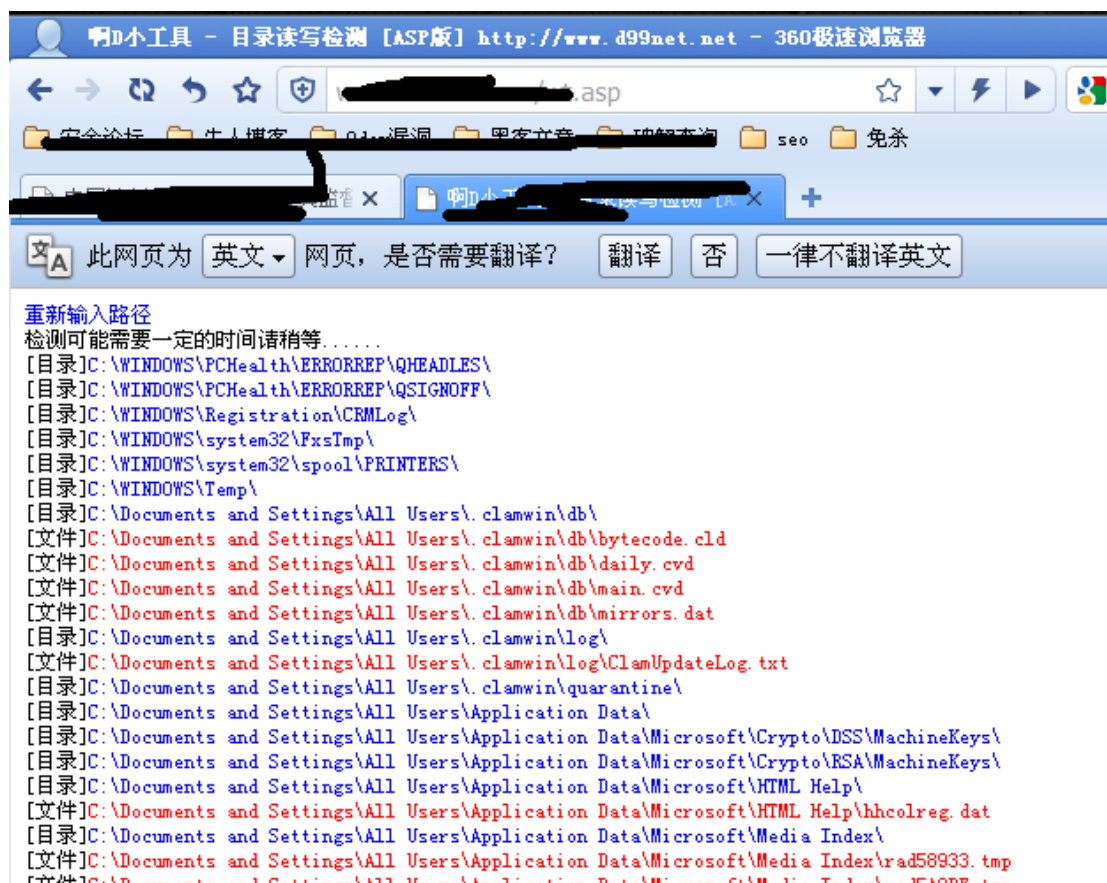 啊D小工具 - 目录读写检测 [ASP版] http://www.d99net.net - 360极速浏览器
.asp
seo 免杀
此网页为 英文 网页，是否需要翻译？ 翻译 否 一律不翻译英文
重新输入路径
检测可能需要一定的时间请稍等......
[目录]C:\WINDOWS\PCHealth\ERRORREP\QHEADLES\
[目录]C:\WINDOWS\PCHealth\ERRORREP\QSIGNOFF\
[目录]C:\WINDOWS\Registration\CRMLog\
[目录]C:\WINDOWS\system32\FxsTmp\
[目录]C:\WINDOWS\system32\spool\PRINTERS\
[目录]C:\WINDOWS\Temp\
[目录]C:\Documents and Settings\All Users\.clamwin\db\
[文件]C:\Documents and Settings\All Users\.clamwin\db\bytecode.cld
[文件]C:\Documents and Settings\All Users\.clamwin\db\daily.cvd
[文件]C:\Documents and Settings\All Users\.clamwin\db\main.cvd
[文件]C:\Documents and Settings\All Users\.clamwin\db\mirrors.dat
[目录]C:\Documents and Settings\All Users\.clamwin\log\
[文件]C:\Documents and Settings\All Users\.clamwin\log\ClamUpdateLog.txt
[目录]C:\Documents and Settings\All Users\.clamwin\quarantine\
[目录]C:\Documents and Settings\All Users\Application Data\
[目录]C:\Documents and Settings\All Users\Application Data\Microsoft\Crypto\DSS\MachineKeys\
[目录]C:\Documents and Settings\All Users\Application Data\Microsoft\Crypto\RSA\MachineKeys\
[目录]C:\Documents and Settings\All Users\Application Data\Microsoft\HTML Help\
[文件]C:\Documents and Settings\All Users\Application Data\Microsoft\HTML Help\hhcolreg.dat
[目录]C:\Documents and Settings\All Users\Application Data\Microsoft\Media Index\
[文件]C:\Documents and Settings\All Users\Application Data\Microsoft\Media Index\rad58933.tmp